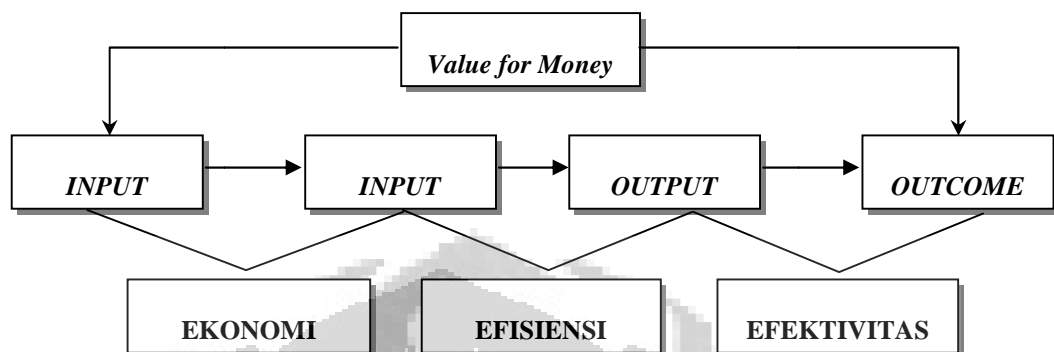 Value for Money
INPUT
INPUT
OUTPUT
OUTCOME
EKONOMI
EFISIENSI
EFEKTIVITAS